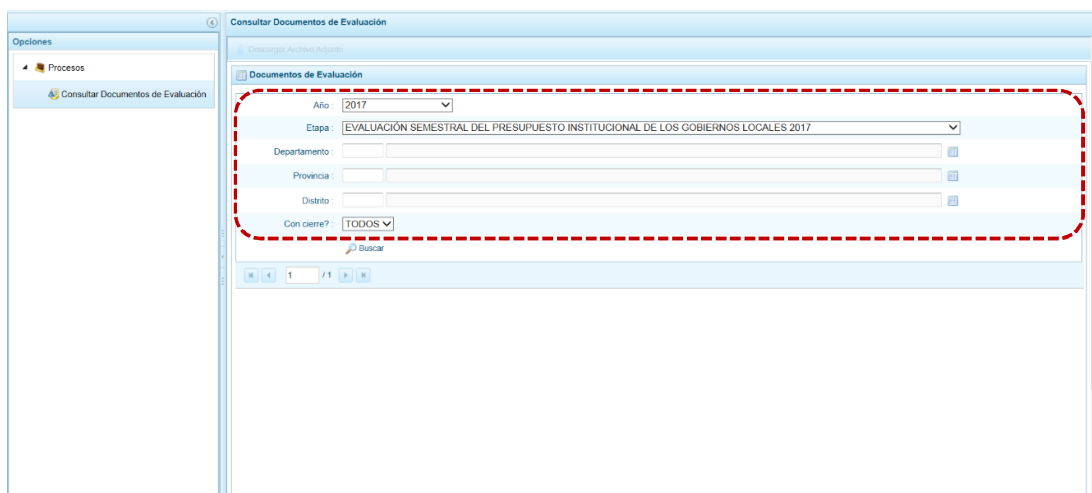 Consultar Documentos de Evaluación
Opciones
Descargar Archivo Adjunto
Procesos
Documentos de Evaluación
Consultar Documentos de Evaluación
Año : 2017
Etapa : EVALUACIÓN SEMESTRAL DEL PRESUPUESTO INSTITUCIONAL DE LOS GOBIERNOS LOCALES 2017
Departamento :
Provincia :
Distrito :
Con cierre? : TODOS
Buscar
1 / 1